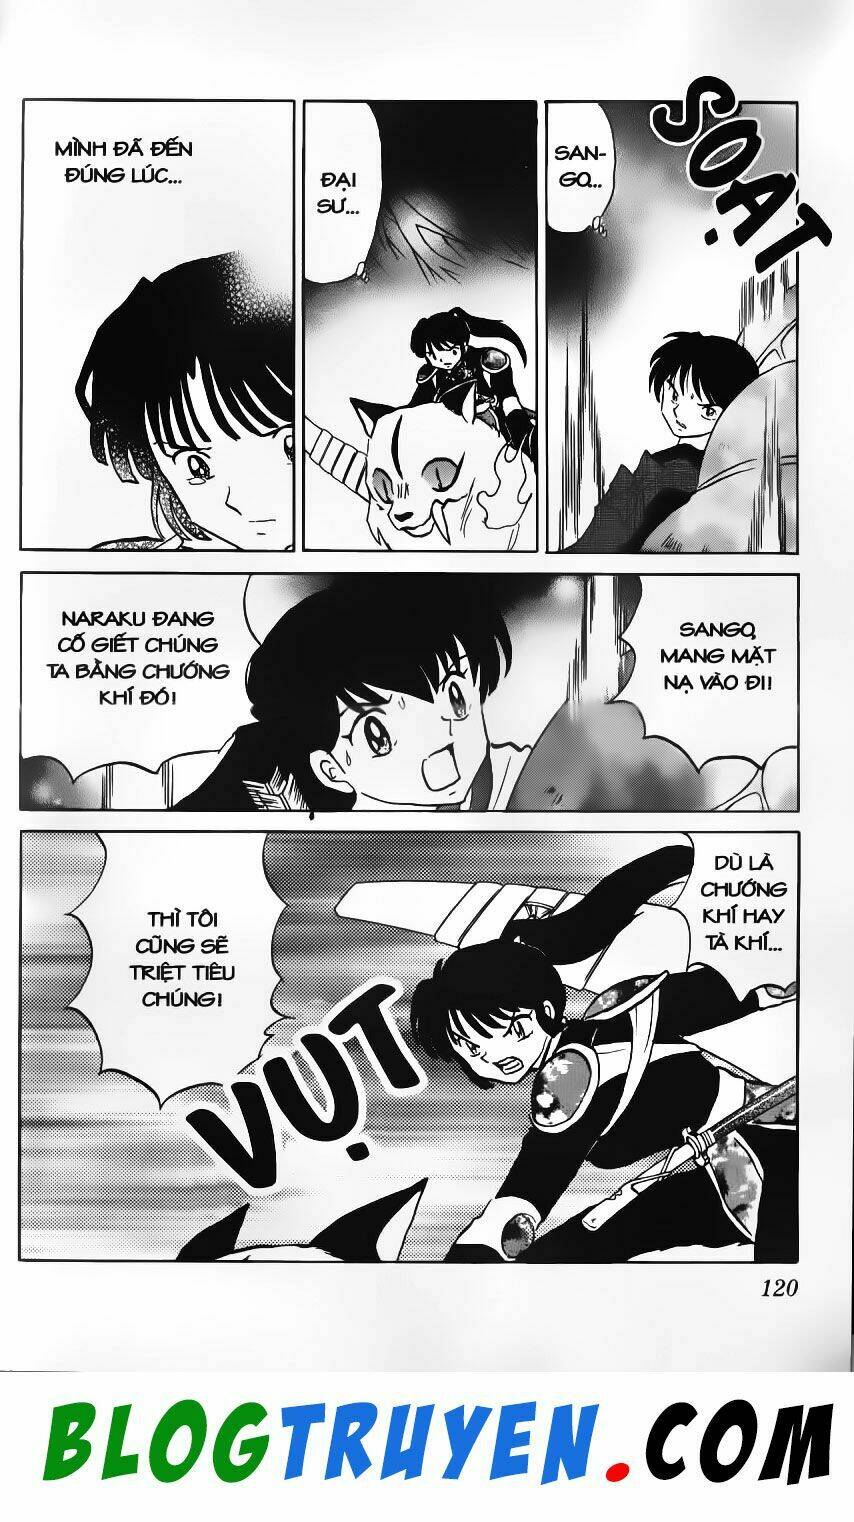 SOẠT
SAN-
GO...
ĐẠI
SƯ...
MÌNH ĐÃ ĐẾN
ĐÚNG LÚC...
SANGO,
MANG MẶT
NẠ VÀO ĐI!
NARAKU ĐANG
CỐ GIẾT CHÚNG
TA BẰNG CHƯỚNG
KHÍ ĐÓ!
DÙ LÀ
CHƯỚNG
KHÍ HAY
TÀ KHÍ...
THÌ TÔI
CŨNG SẼ
TRIỆT TIÊU
CHÚNG!
VỤT
120
BLOGTRUYEN.COM